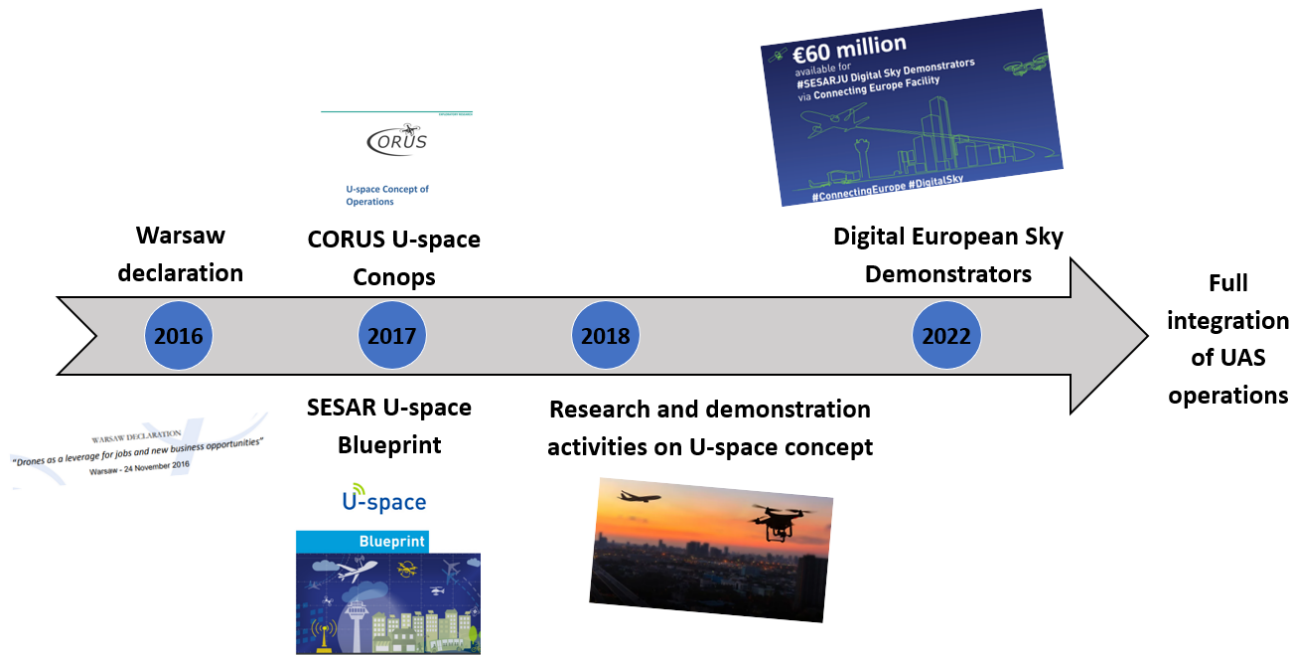 €60 million
available for
#SESARJU Digital Sky Demonstrators
via Connecting Europe Facility
#ConnectingEurope #DigitalSky
CORUS
U-space Concept of
Operations
Warsaw
declaration
CORUS U-space
Conops
Digital European Sky
Demonstrators
2016
2017
2018
2022
Full
integration
of UAS
operations
WARSAW DECLARATION
"Drones as a leverage for jobs and new business opportunities"
Warsaw - 24 November 2016
SESAR U-space
Blueprint
U-space
Blueprint
Research and demonstration
activities on U-space concept